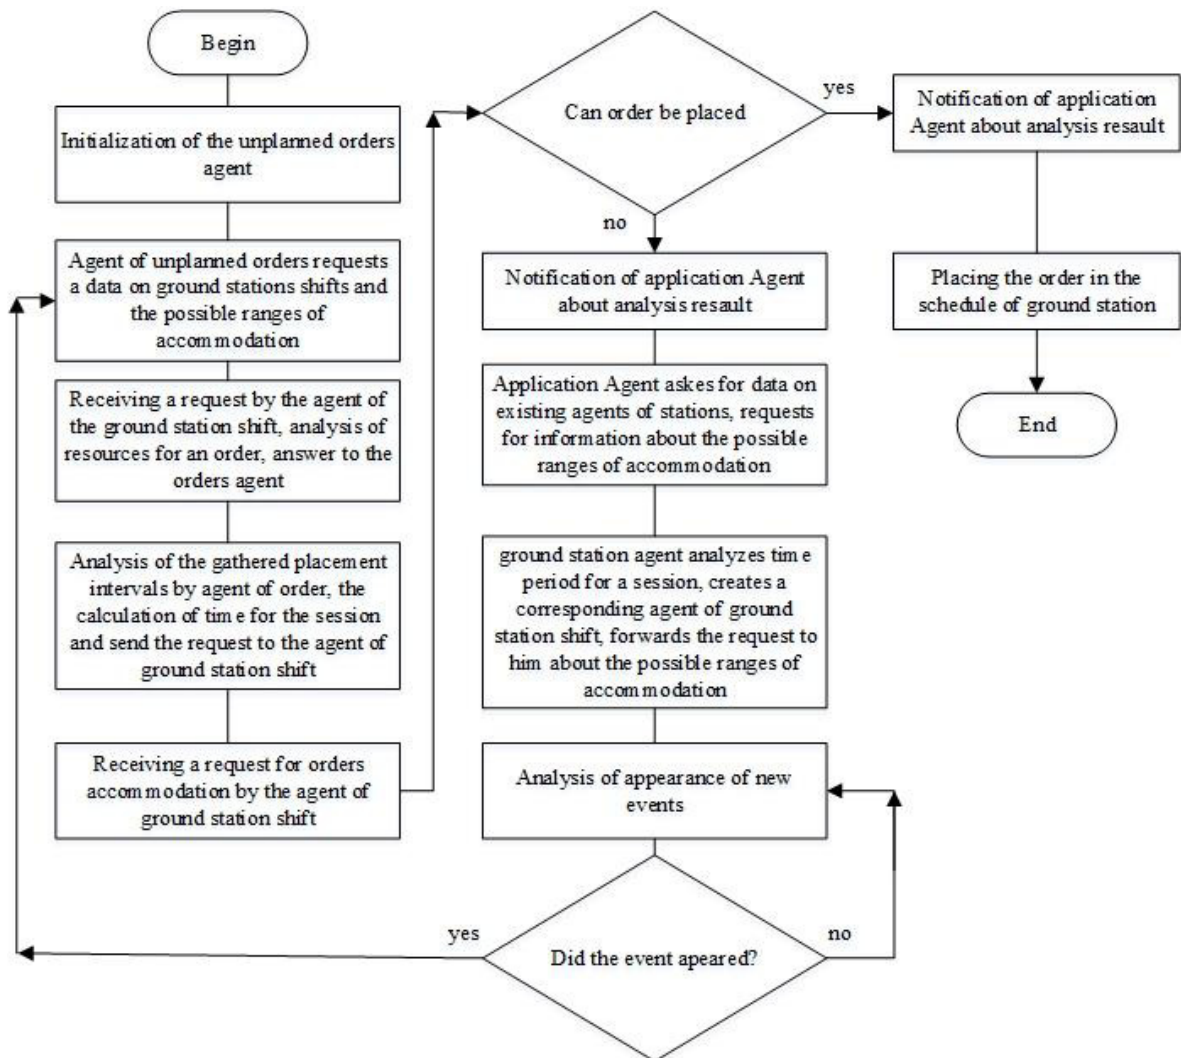 Begin
Initialization of the unplanned orders
agent
Agent of unplanned orders requests
a data on ground stations shifts and
the possible ranges of
accommodation
Receiving a request by the agent of
the ground station shift, analysis of
resources for an order, answer to the
orders agent
Analysis of the gathered placement
intervals by agent of order, the
calculation of time for the session
and send the request to the agent of
ground station shift
Receiving a request for orders
accommodation by the agent of
ground station shift
Can order be placed
yes
no
Notification of application Agent
about analysis resault
Application Agent askes for data on
existing agents of stations, requests
for information about the possible
ranges of accommodation
ground station agent analyzes time
period for a session, creates a
corresponding agent of ground
station shift, forwards the request to
him about the possible ranges of
accommodation
Analysis of appearance of new
events
Did the event apeared?
yes
no
Notification of application
Agent about analysis resault
Placing the order in the
schedule of ground station
End